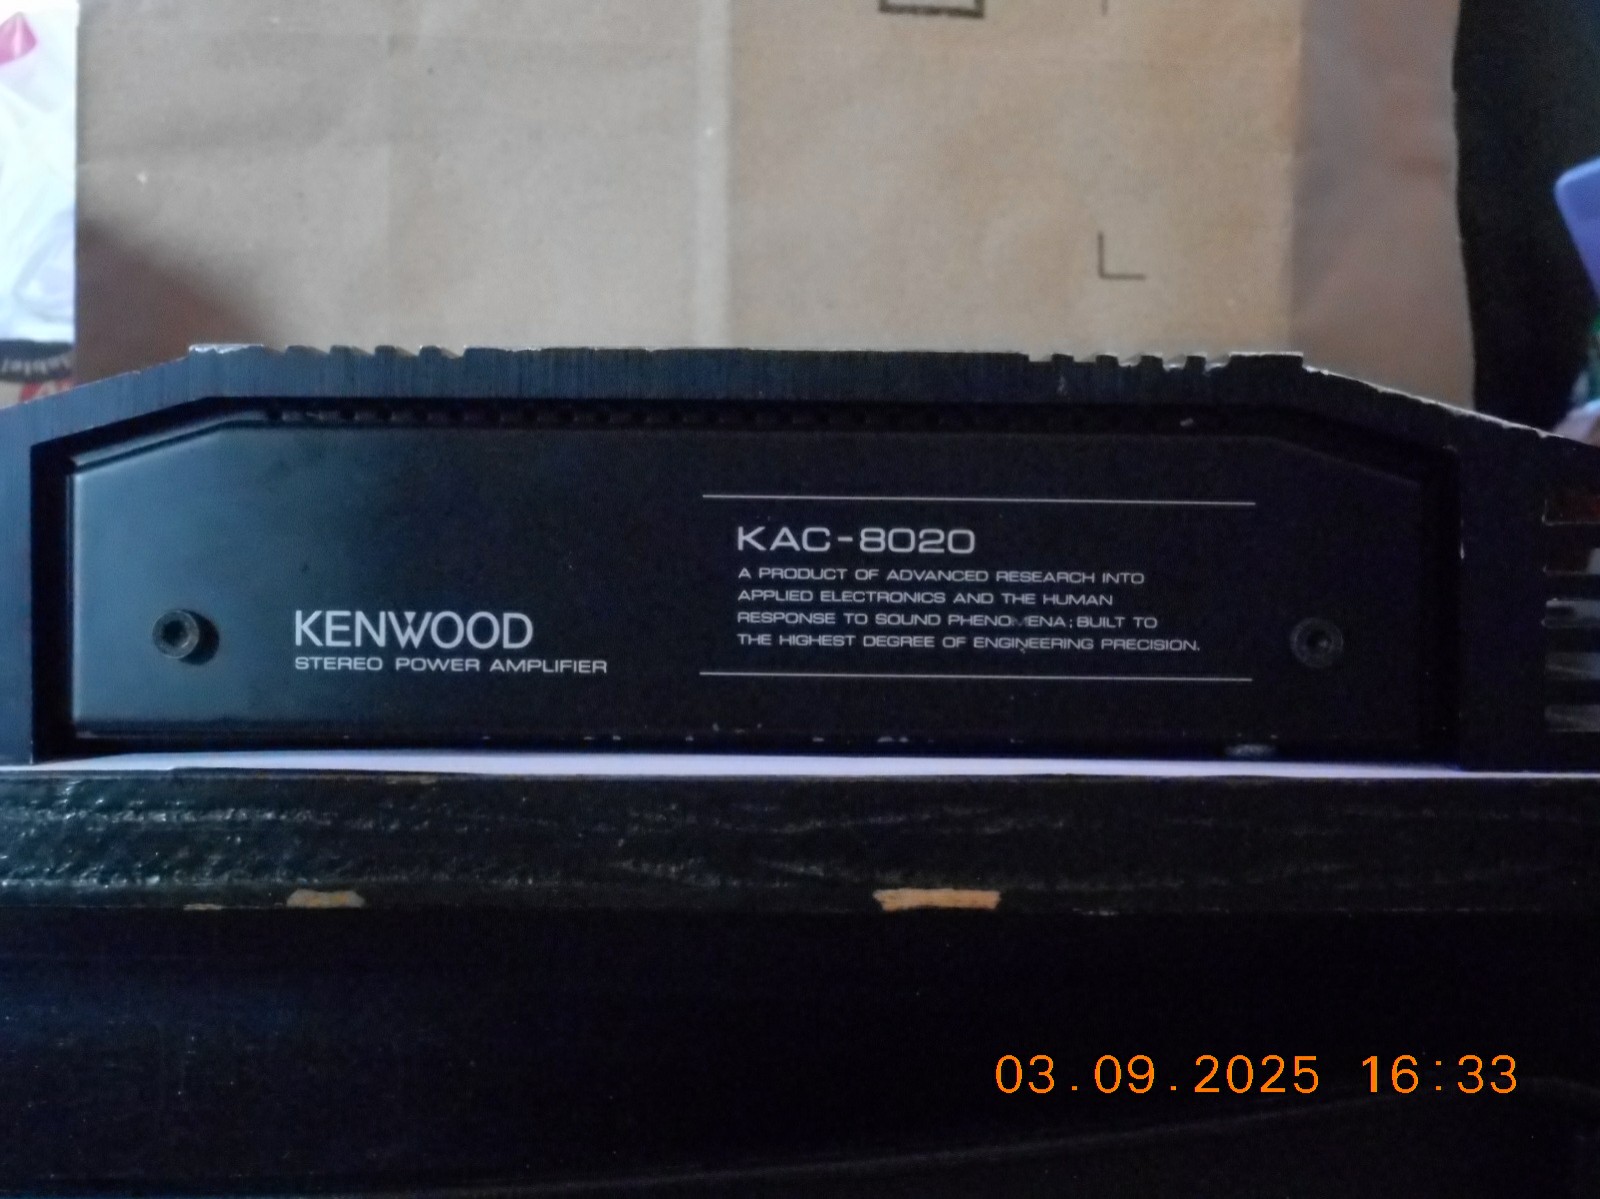 KENWOOD
STEREO POWER AMPLIFIER
KAC-8020
A PRODUCT OF ADVANCED RESEARCH INTO
APPLIED ELECTRONICS AND THE HUMAN
RESPONSE TO SOUND PHENOMENA; BUILT TO
THE HIGHEST DEGREE OF ENGINEERING PRECISION.
03.09.2025 16:33